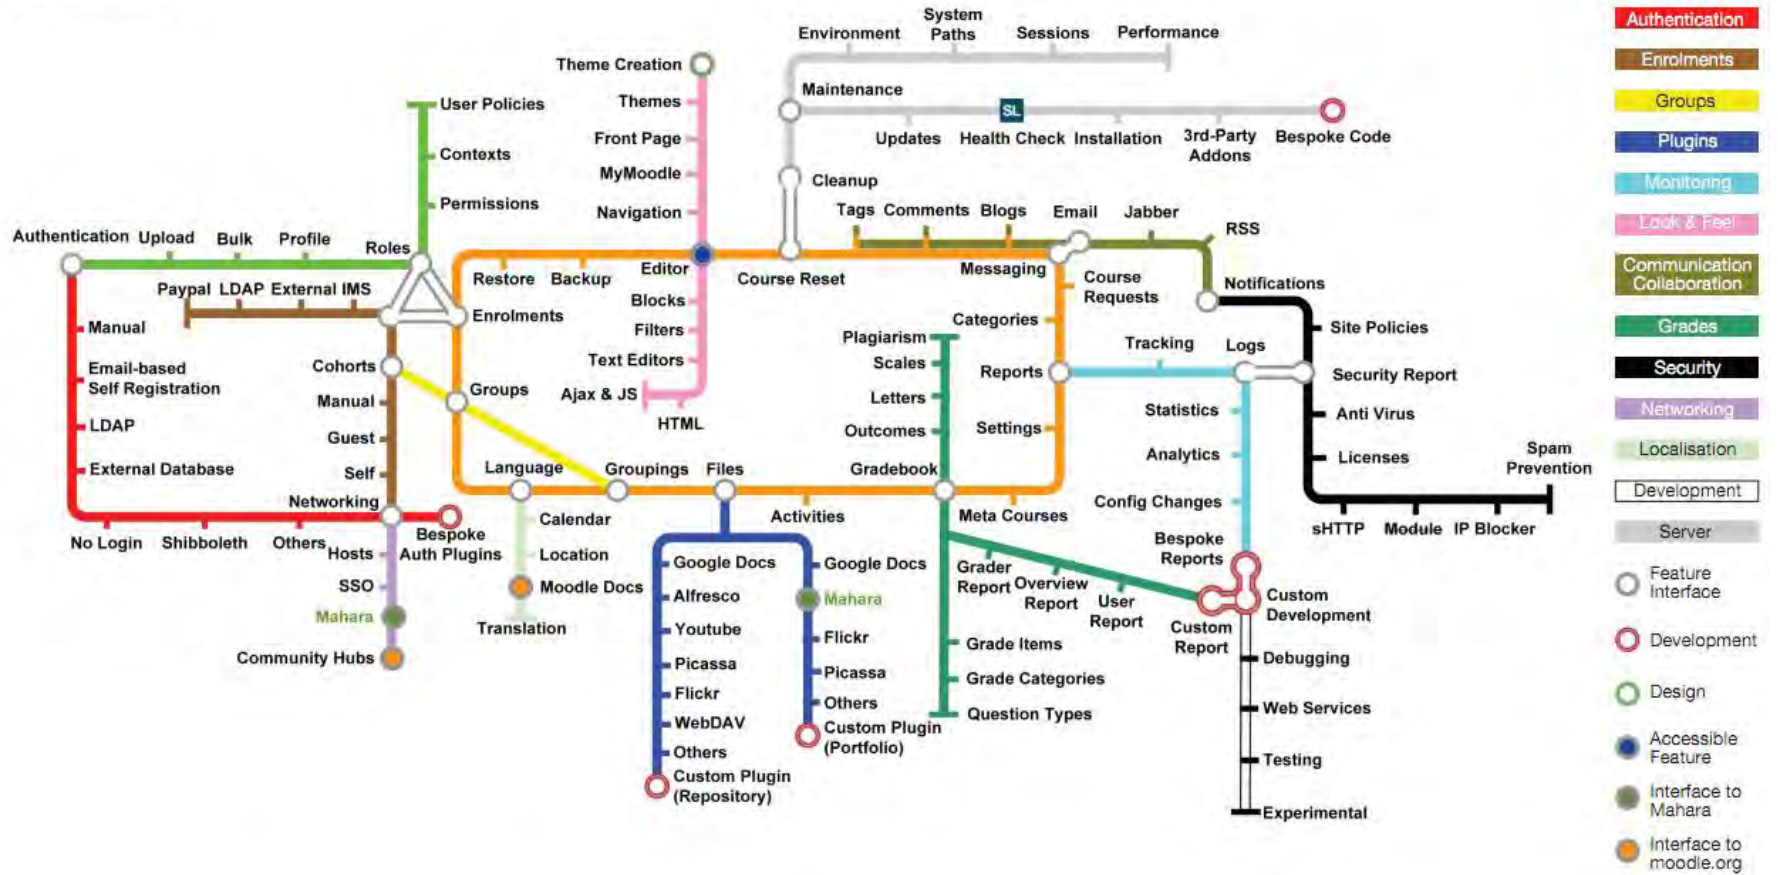 Environment
System
Paths
Sessions
Performance
Theme Creation
Maintenance
Themes
User Policies
SL
Front Page
Updates
Health Check
Installation
3rd-Party
Addons
Bespoke Code
Contexts
MyMoodle
Cleanup
Permissions
Navigation
Tags
Comments
Blogs
Email
Jabber
RSS
Authentication
Upload
Bulk
Profile
Roles
Editor
Restore
Backup
Course Reset
Messaging
Course
Requests
Notifications
Paypal
LDAP
External
IMS
Enrolments
Blocks
Categories
Manual
Filters
Plagiarism
Site Policies
Tracking
Logs
Email-based
Self Registration
Cohorts
Text Editors
Scales
Reports
Security Report
Groups
Ajax & JS
HTML
Letters
Manual
Statistics
Anti Virus
LDAP
Guest
Outcomes
Settings
Analytics
Licenses
Spam
Prevention
External Database
Self
Language
Groupings
Files
Gradebook
Networking
Config Changes
Calendar
Activities
Meta Courses
sHTTP
Module
IP Blocker
No Login
Shibboleth
Others
Bespoke
Auth Plugins
Hosts
Location
Bespoke
Reports
Google Docs
Google Docs
Grader
Report
SSO
Moodle Docs
Overview
Report
Alfresco
Mahara
User
Report
Custom
Development
Mahara
Translation
Youtube
Flickr
Custom
Report
Grade Items
Community Hubs
Picassa
Picassa
Debugging
Flickr
Others
Grade Categories
WebDAV
Custom Plugin
(Portfolio)
Question Types
Web Services
Others
Testing
Custom Plugin
(Repository)
Experimental
Authentication
Enrolments
Groups
Plugins
Monitoring
Look & Feel
Communication
Collaboration
Grades
Security
Networking
Localisation
Development
Server
Feature
Interface
Development
Design
Accessible
Feature
Interface to
Mahara
Interface to
moodle.org